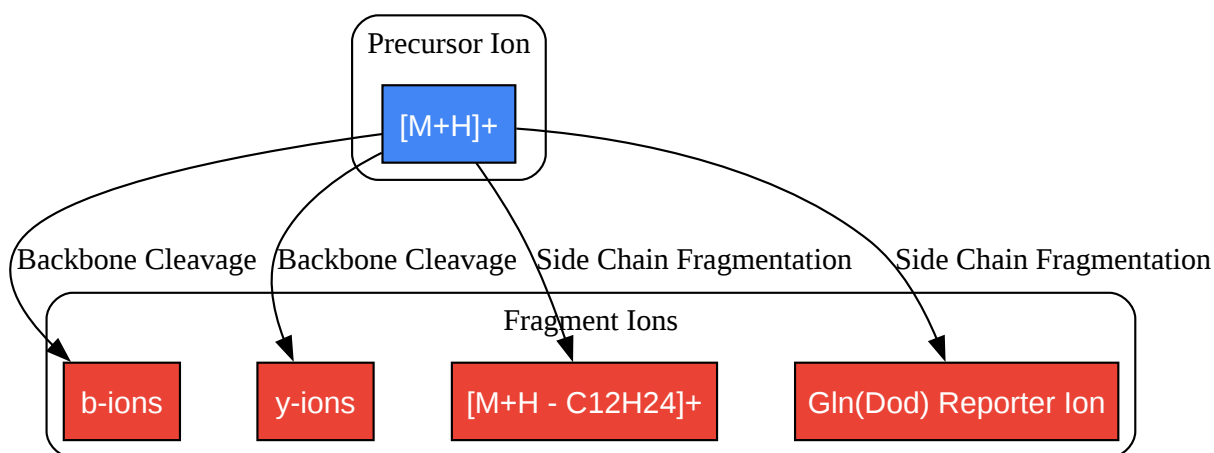 Precursor Ion
[M+H]+
Backbone Cleavage
Backbone Cleavage
Side Chain Fragmentation
Side Chain Fragmentation
Fragment Ions
b-ions
y-ions
[M+H - C12H24]+
Gln(Dod) Reporter Ion